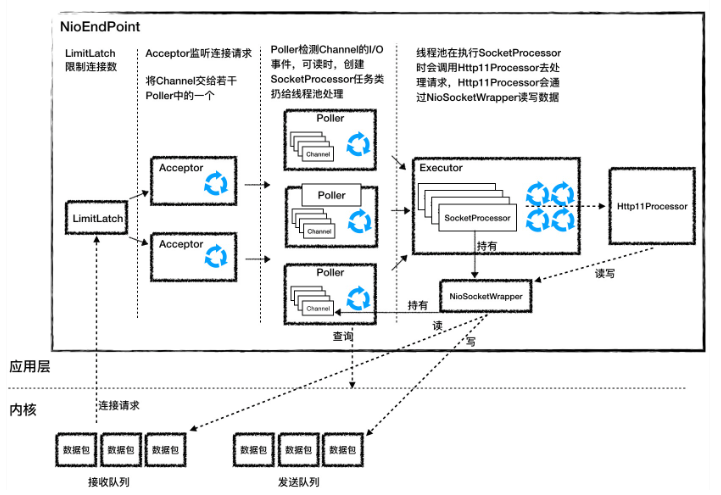 NioEndPoint
LimitLatch
限制连接数
Acceptor监听连接请求
将Channel交给若干
Poller中的一个
Poller检测Channel的I/O
事件，可读时，创建
SocketProcessor任务类
扔给线程池处理
线程池在执行SocketProcessor
时会调用Http11Processor去处
理请求，Http11Processor会通
过NioSocketWrapper读写数据
LimitLatch
Acceptor
Acceptor
Poller
Channel
Poller
Channel
Poller
Channel
Executor
SocketProcessor
Http11Processor
持有
读写
NioSocketWrapper
持有
读
写
查询
应用层
内核
连接请求
数据包
数据包
数据包
接收队列
数据包
数据包
数据包
发送队列